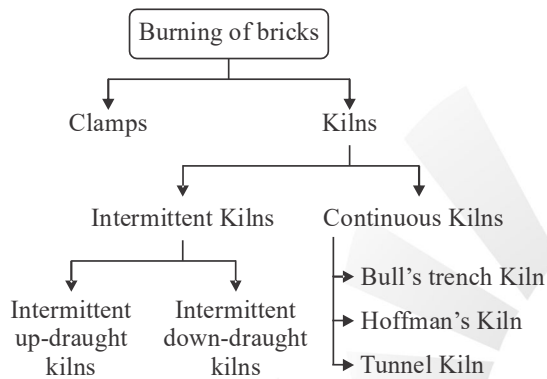 Burning of bricks
Clamps
Kilns
Intermittent Kilns
Continuous Kilns
Intermittent
up-draught
kilns
Intermittent
down-draught
kilns
Bull's trench Kiln
Hoffman's Kiln
Tunnel Kiln